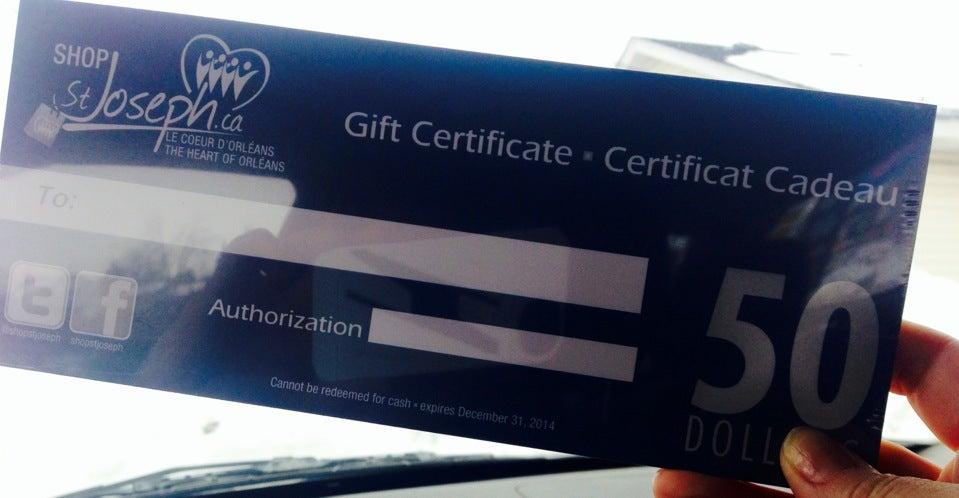 SHOP
St Joseph.ca
LE COEUR D'ORLÉANS
THE HEART OF ORLÉANS
Gift Certificate ▪ Certificat Cadeau
To:
Authorization
@shopstjoseph shopstjoseph
50
Cannot be redeemed for cash ▪ expires December 31, 2014